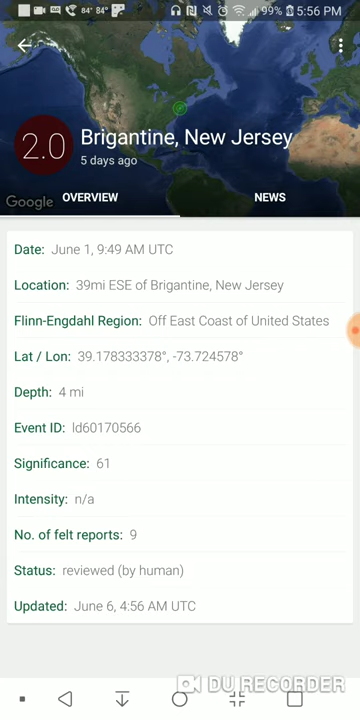 84° 84° 99% 5:56 PM
2.0
Brigantine, New Jersey
5 days ago
Google
OVERVIEW NEWS
Date: June 1, 9:49 AM UTC
Location: 39mi ESE of Brigantine, New Jersey
Flinn-Engdahl Region: Off East Coast of United States
Lat / Lon: 39.178333378°, -73.724578°
Depth: 4 mi
Event ID: ld60170566
Significance: 61
Intensity: n/a
No. of felt reports: 9
Status: reviewed (by human)
Updated: June 6, 4:56 AM UTC
DU RECORDER